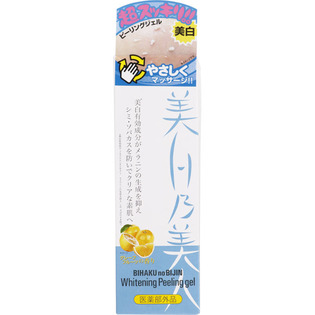 超スッキリ!!
ピーリングジェル
美白
やさしく
マッサージ!!
美白乃美人
美白有効成分がメラニンの生成を抑え
シミ・ソバカスを防いでクリアな素肌へ
BIHAKU no BIJIN
Whitening Peeling gel
医薬部外品